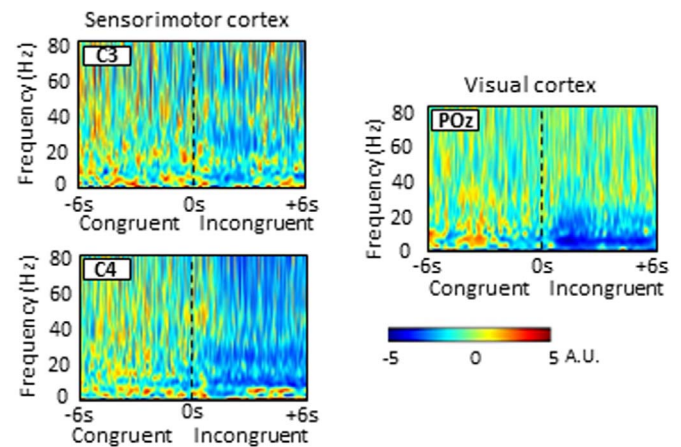 Sensorimotor cortex
C3
Frequency (Hz)
80
60
40
20
0
-6s 0s +6s
Congruent Incongruent
C4
Frequency (Hz)
80
60
40
20
0
-6s 0s +6s
Congruent Incongruent
Visual cortex
POz
Frequency (Hz)
80
60
40
20
0
-6s 0s +6s
Congruent Incongruent
-5 0 5 A.U.